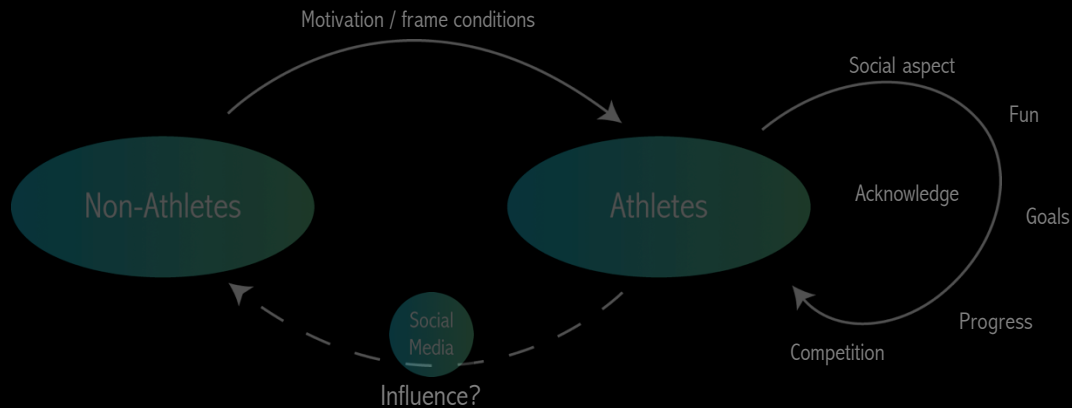 Motivation / frame conditions
Social aspect
Fun
Non-Athletes
Athletes
Acknowledge
Goals
Social
Media
Progress
Competition
Influence?